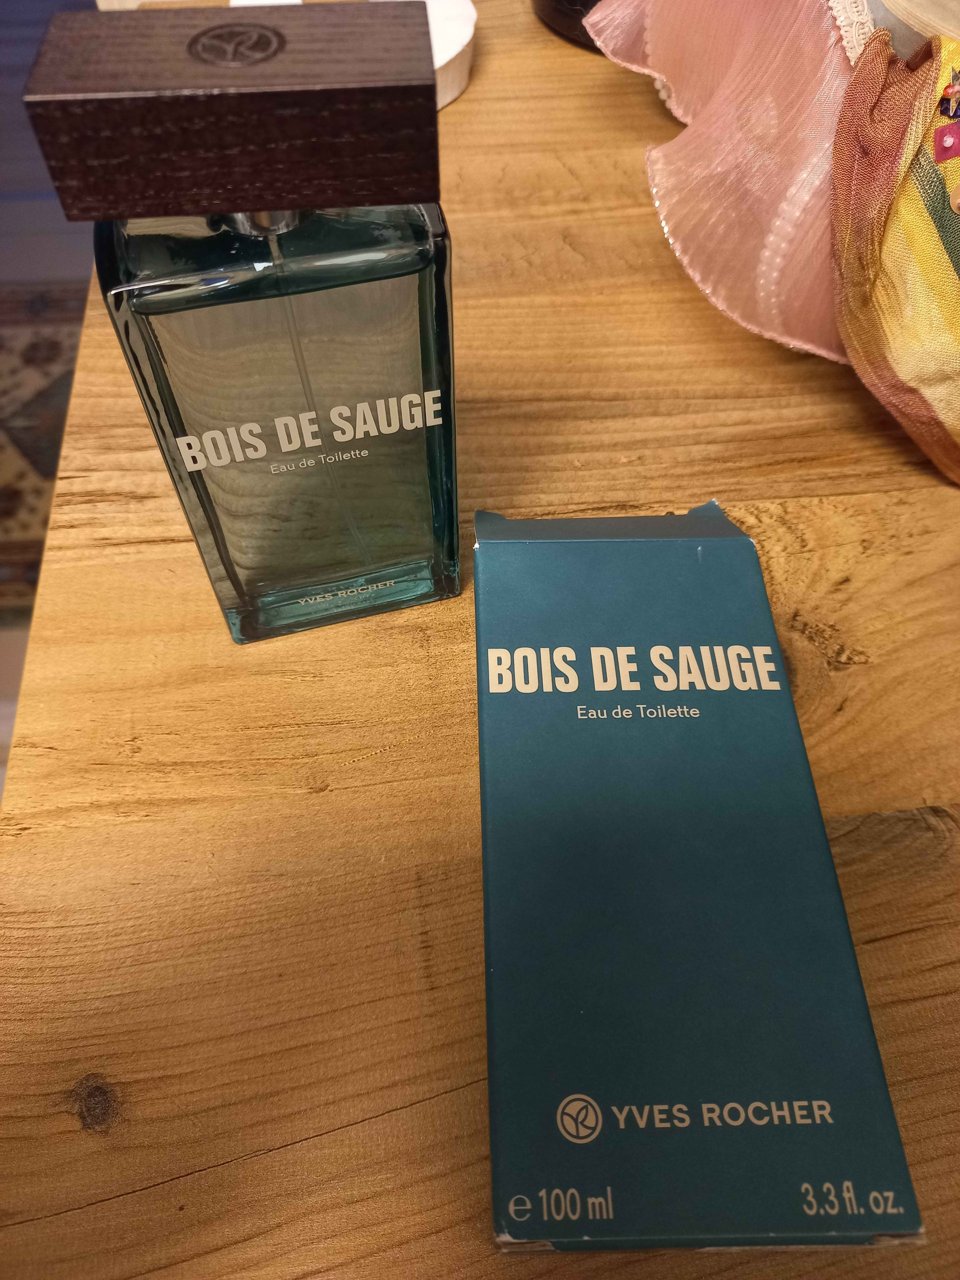 BOIS DE SAUGE
Eau de Toilette
YVES ROCHER
BOIS DE SAUGE
Eau de Toilette
YVES ROCHER
℮ 100 ml
3.3 fl. oz.